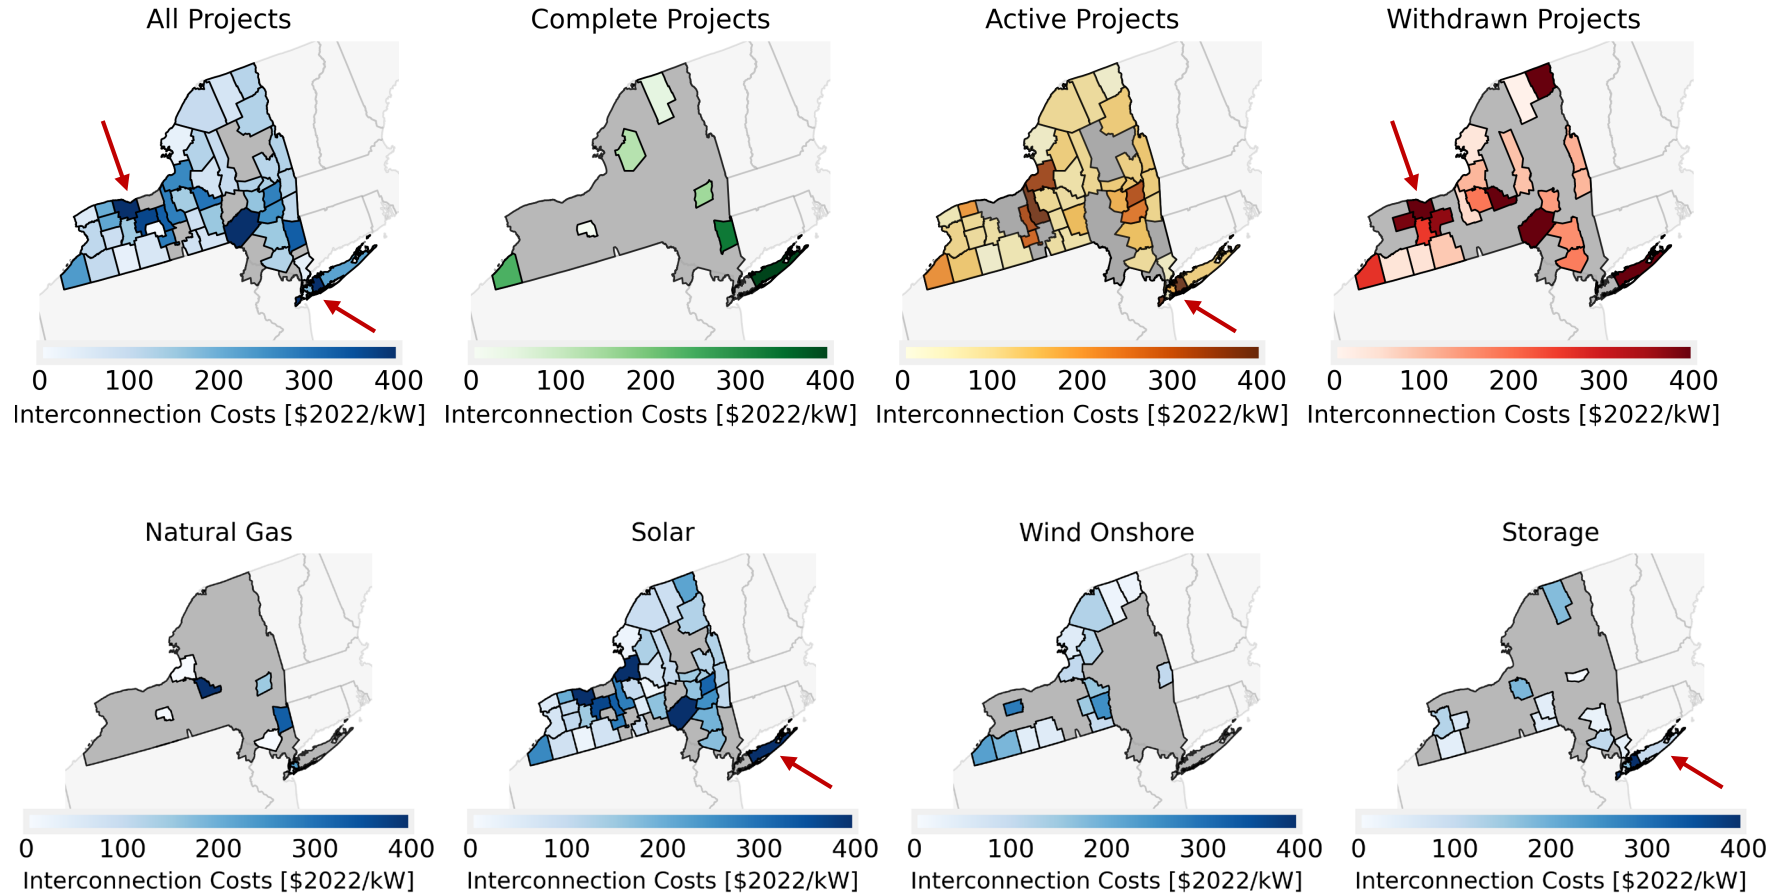 All Projects
Complete Projects
Active Projects
Withdrawn Projects
0 100 200 300 400
0 100 200 300 400
0 100 200 300 400
0 100 200 300 400
Interconnection Costs [$2022/kW]
Interconnection Costs [$2022/kW]
Interconnection Costs [$2022/kW]
Interconnection Costs [$2022/kW]
Natural Gas
Solar
Wind Onshore
Storage
0 100 200 300 400
0 100 200 300 400
0 100 200 300 400
0 100 200 300 400
Interconnection Costs [$2022/kW]
Interconnection Costs [$2022/kW]
Interconnection Costs [$2022/kW]
Interconnection Costs [$2022/kW]